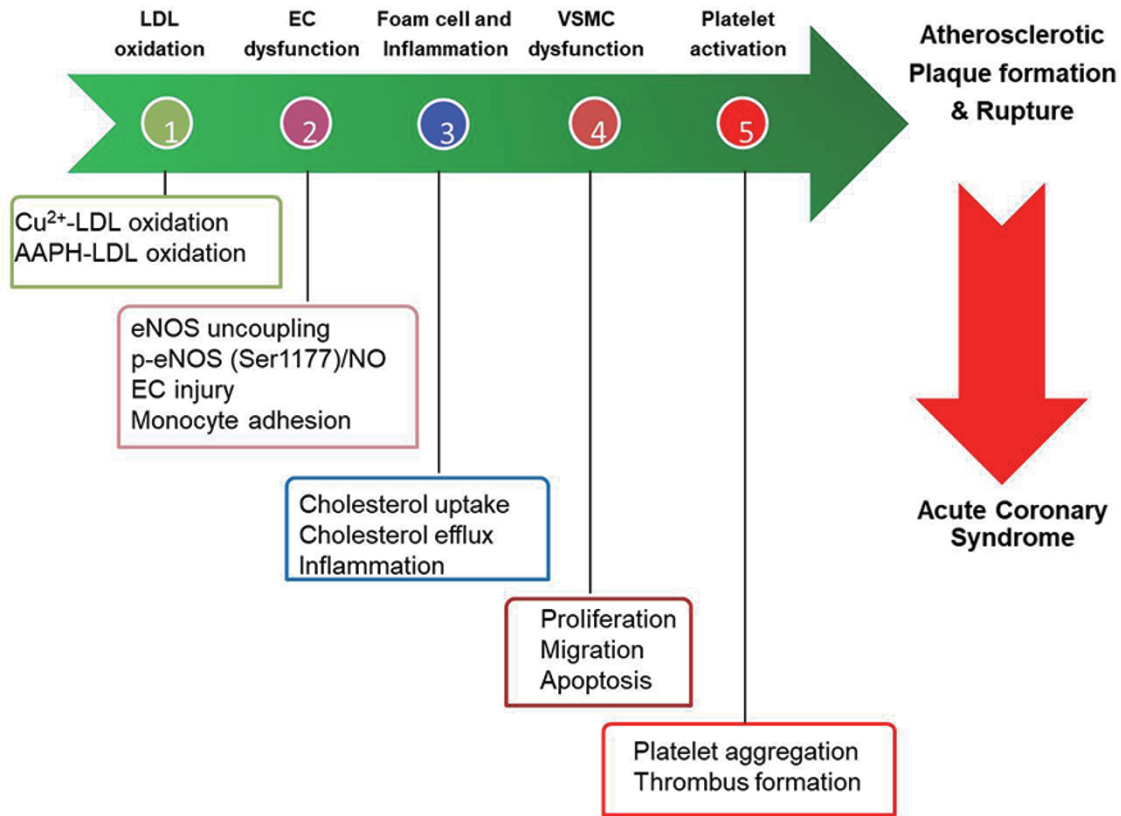 LDL
oxidation
EC
dysfunction
Foam cell and
Inflammation
VSMC
dysfunction
Platelet
activation
Atherosclerotic
Plaque formation
& Rupture
1
2
3
4
5
Cu²⁺-LDL oxidation
AAPH-LDL oxidation
eNOS uncoupling
p-eNOS (Ser1177)/NO
EC injury
Monocyte adhesion
Cholesterol uptake
Cholesterol efflux
Inflammation
Proliferation
Migration
Apoptosis
Platelet aggregation
Thrombus formation
Acute Coronary
Syndrome